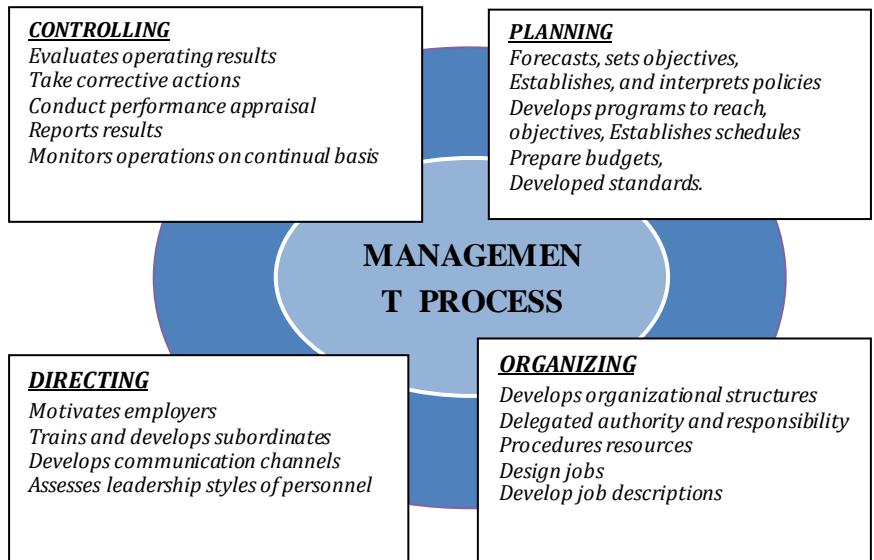 CONTROLLING
Evaluates operating results
Take corrective actions
Conduct performance appraisal
Reports results
Monitors operations on continual basis
PLANNING
Forecasts, sets objectives,
Establishes, and interprets policies
Develops programs to reach,
objectives, Establishes schedules
Prepare budgets,
Developed standards.
MANAGEMEN
T PROCESS
DIRECTING
Motivates employers
Trains and develops subordinates
Develops communication channels
Assesses leadership styles of personnel
ORGANIZING
Develops organizational structures
Delegated authority and responsibility
Procedures resources
Design jobs
Develop job descriptions